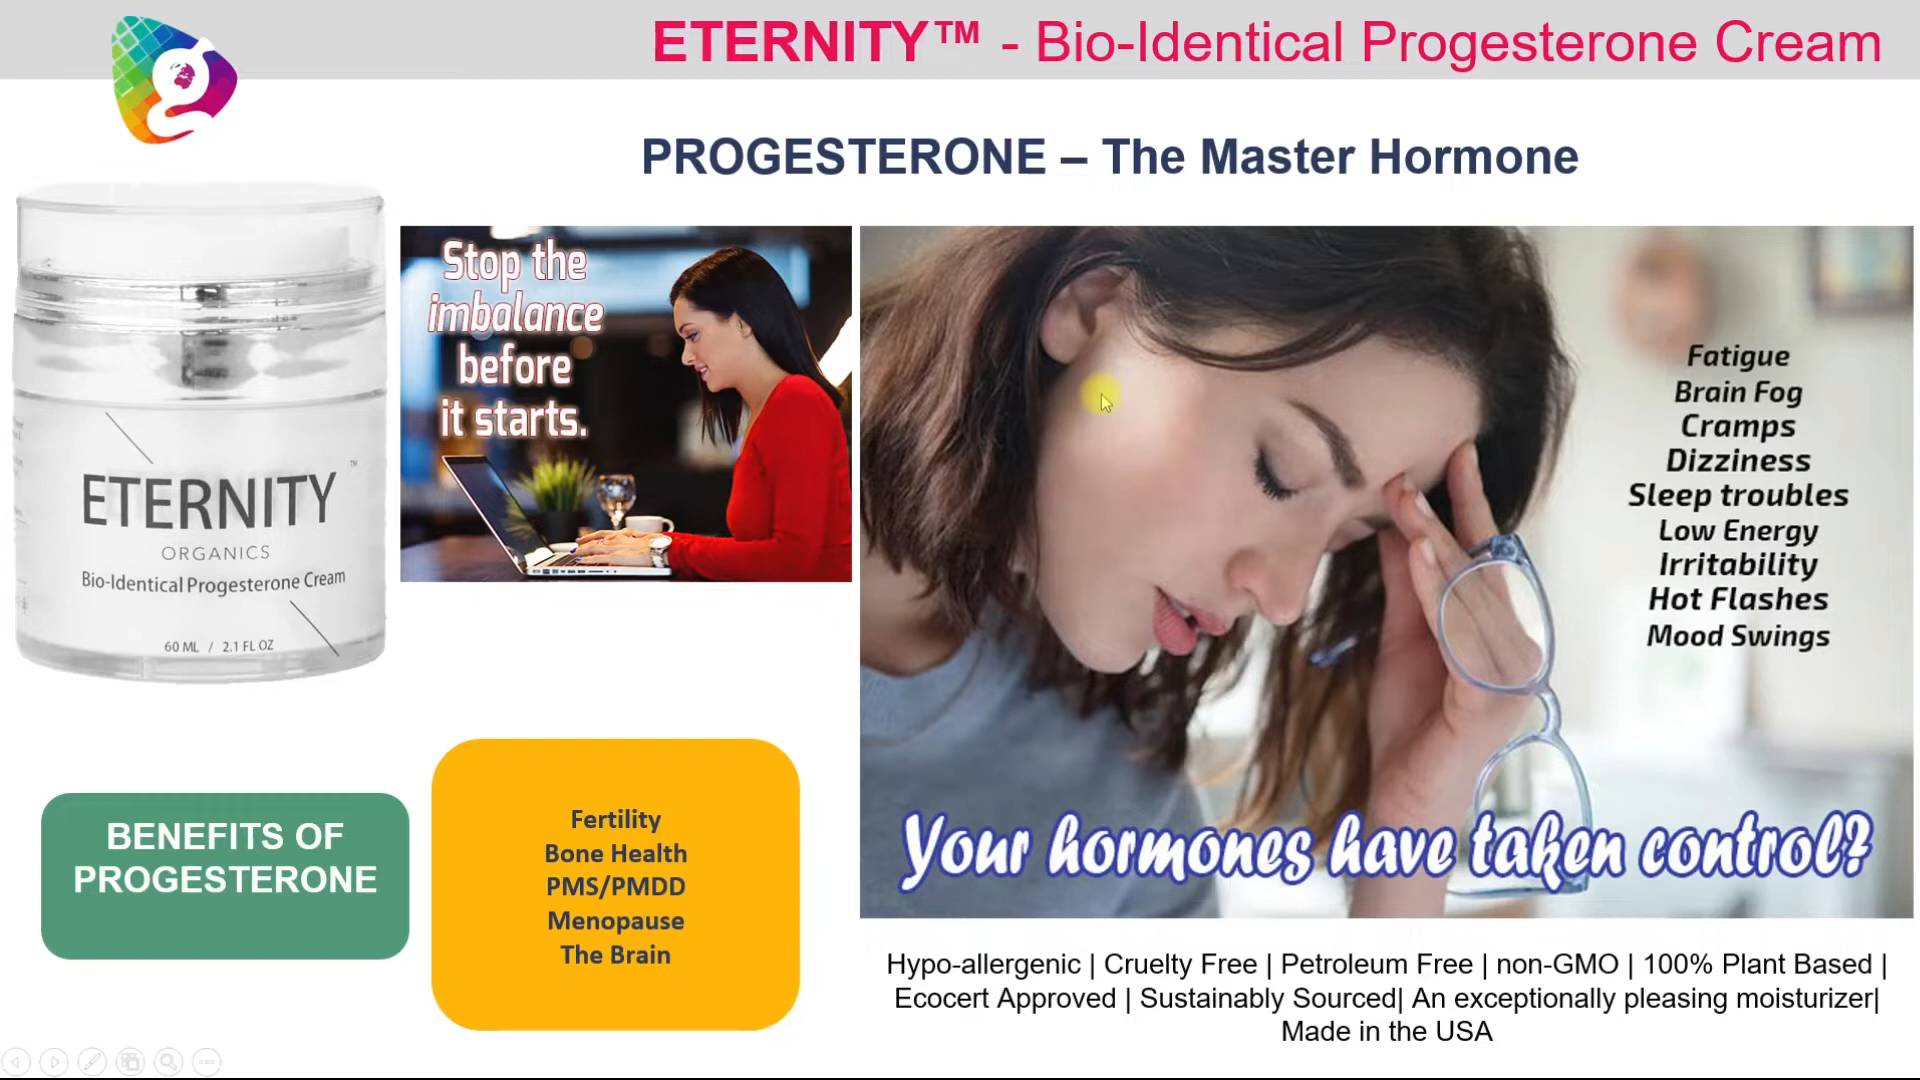 ETERNITY™ - Bio-Identical Progesterone Cream
PROGESTERONE – The Master Hormone
Stop the
imbalance
before
it starts.
ETERNITY ™
ORGANICS
Bio-Identical Progesterone Cream
60 ML / 2.1 FL OZ
Fatigue
Brain Fog
Cramps
Dizziness
Sleep troubles
Low Energy
Irritability
Hot Flashes
Mood Swings
Your hormones have taken control?
BENEFITS OF
PROGESTERONE
Fertility
Bone Health
PMS/PMDD
Menopause
The Brain
Hypo-allergenic | Cruelty Free | Petroleum Free | non-GMO | 100% Plant Based |
Ecocert Approved | Sustainably Sourced| An exceptionally pleasing moisturizer|
Made in the USA